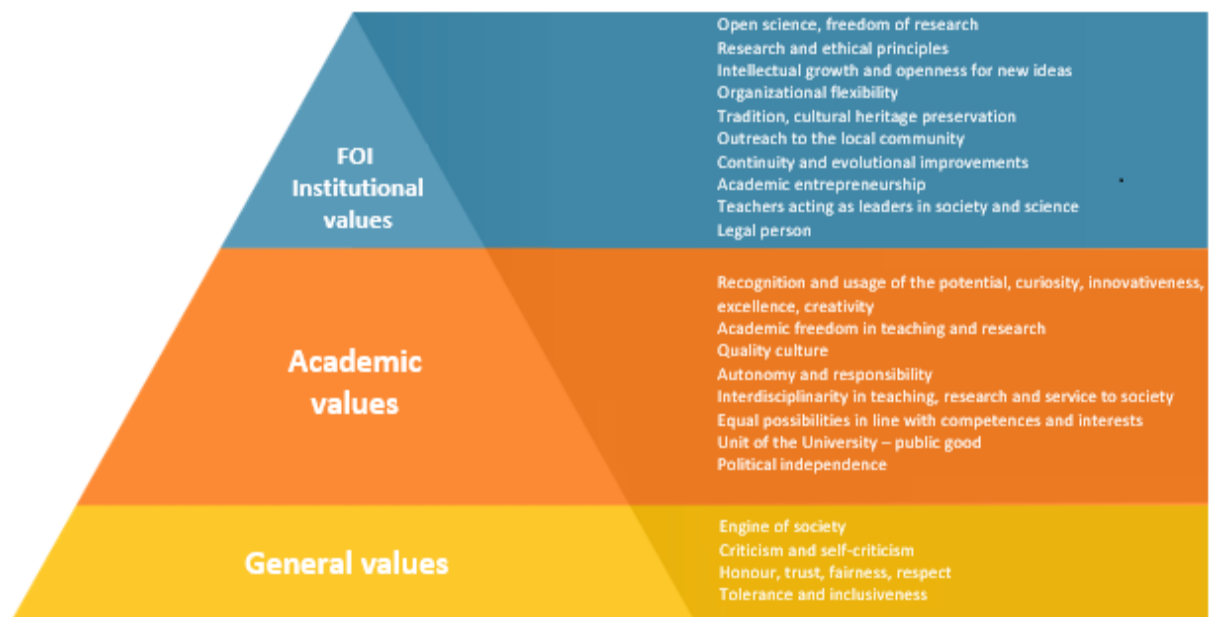 FOI
Institutional
values
Open science, freedom of research
Research and ethical principles
Intellectual growth and openness for new ideas
Organizational flexibility
Tradition, cultural heritage preservation
Outreach to the local community
Continuity and evolutional improvements
Academic entrepreneurship
Teachers acting as leaders in society and science
Legal person
Academic
values
Recognition and usage of the potential, curiosity, innovativeness,
excellence, creativity
Academic freedom in teaching and research
Quality culture
Autonomy and responsibility
Interdisciplinarity in teaching, research and service to society
Equal possibilities in line with competences and interests
Unit of the University – public good
Political independence
General values
Engine of society
Criticism and self-criticism
Honour, trust, fairness, respect
Tolerance and inclusiveness